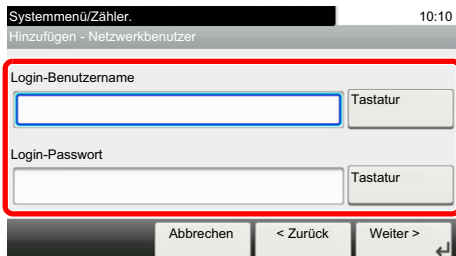 Systemmenü/Zähler. 10:10
Hinzufügen - Netzwerkbenutzer
Login-Benutzername
Tastatur
Login-Passwort
Tastatur
Abbrechen < Zurück Weiter >